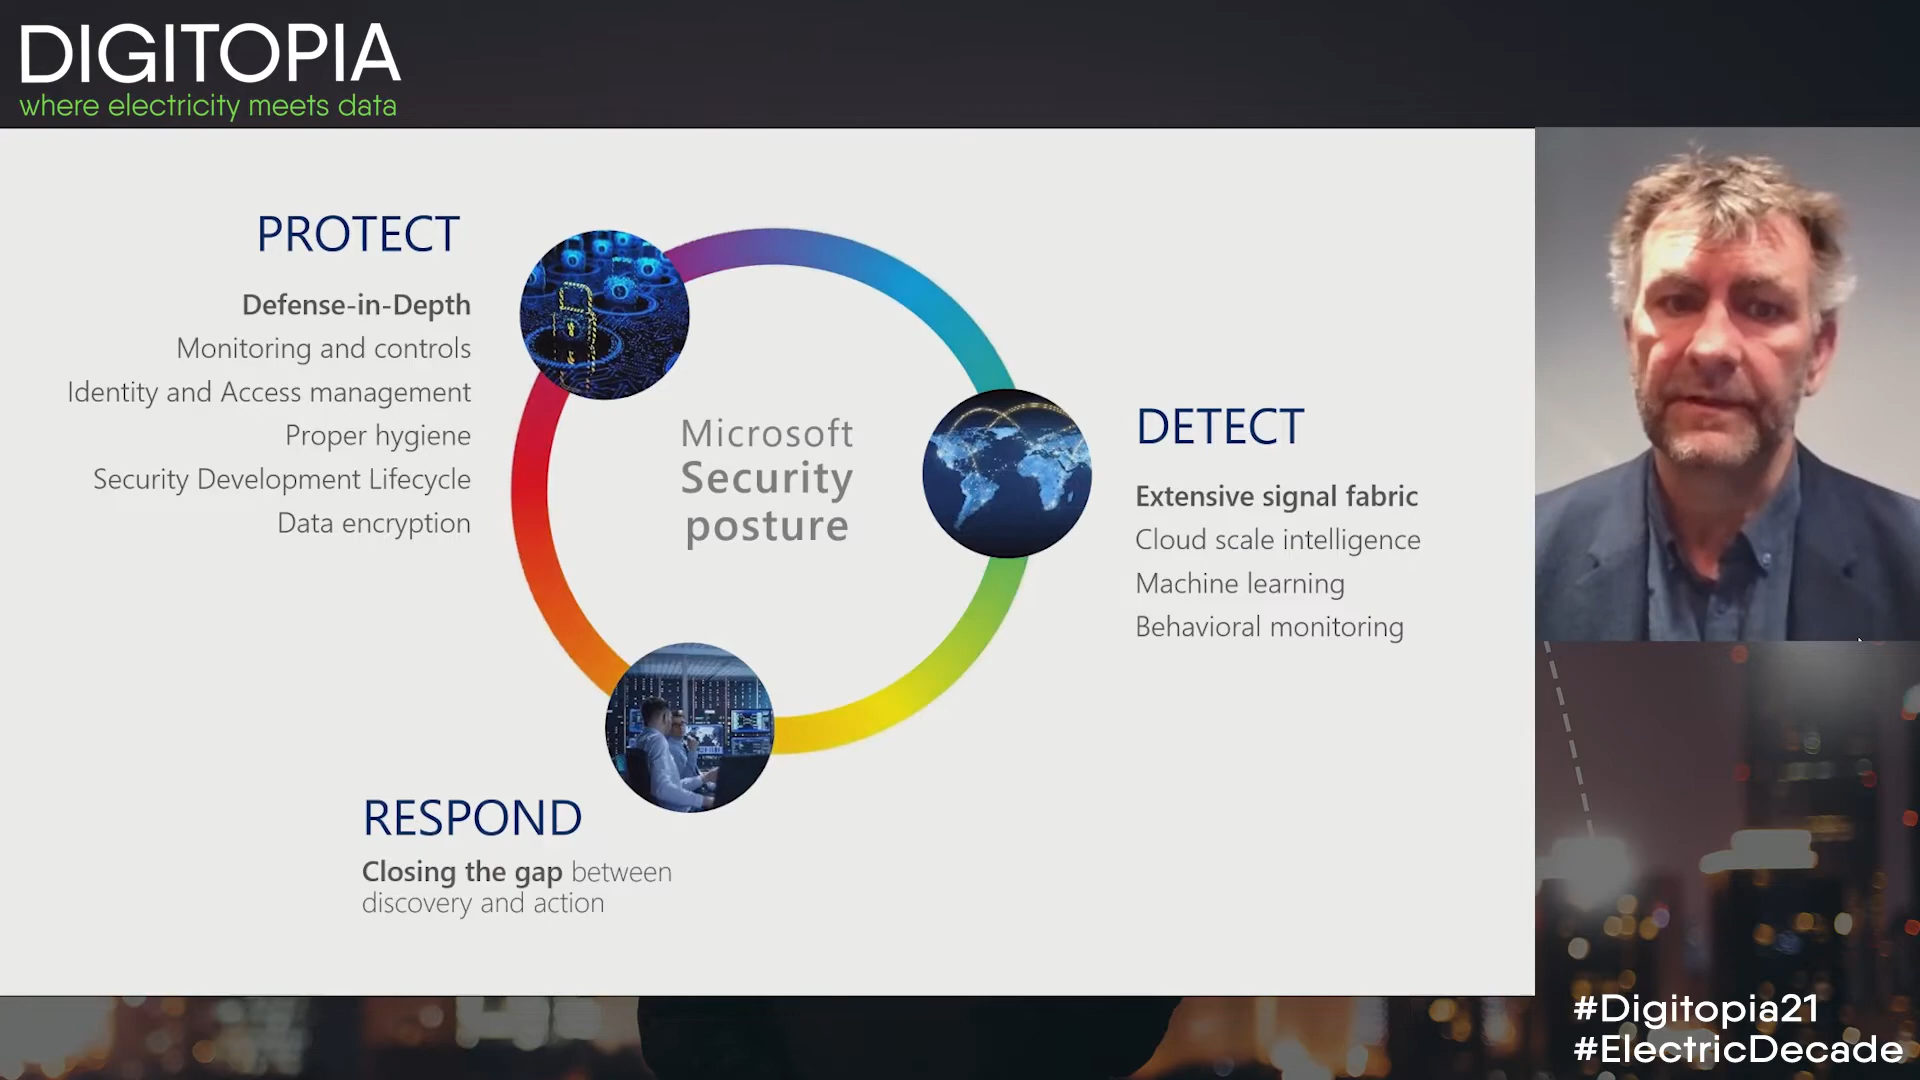 DIGITOPIA
where electricity meets data
PROTECT
Defense-in-Depth
Monitoring and controls
Identity and Access management
Proper hygiene
Security Development Lifecycle
Data encryption
Microsoft
Security
posture
DETECT
Extensive signal fabric
Cloud scale intelligence
Machine learning
Behavioral monitoring
RESPOND
Closing the gap between
discovery and action
#Digitopia21
#ElectricDecade